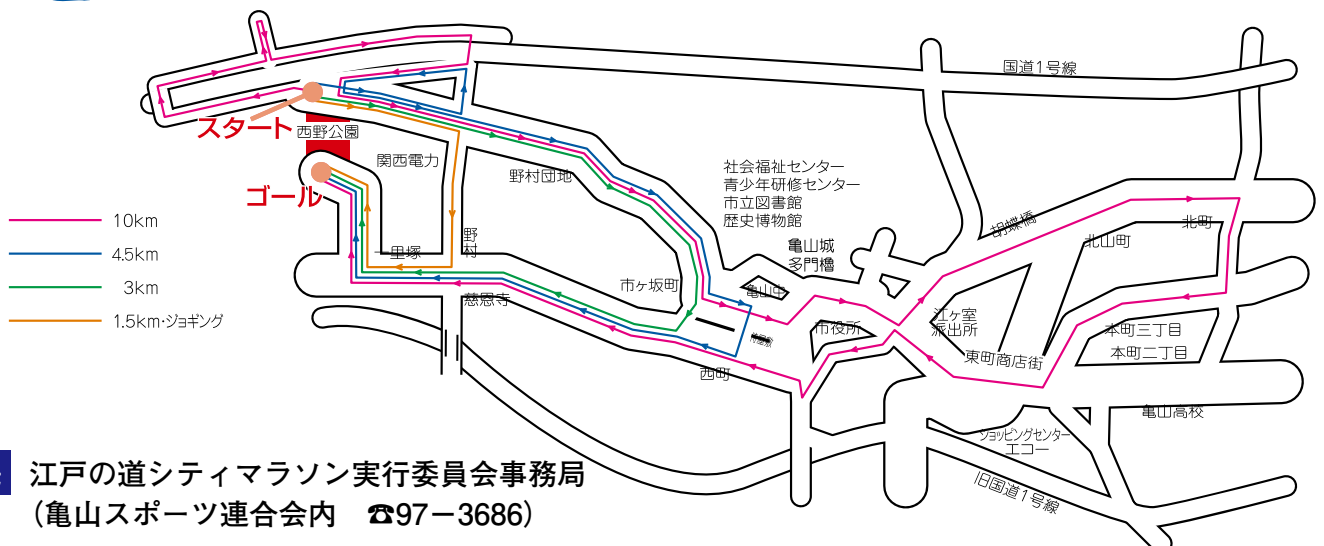 国道1号線
スタート
西野公園
関西電力
野村団地
社会福祉センター
青少年研修センター
市立図書館
歴史博物館
ゴール
胡蝶橋
北町
10km
4.5km
3km
1.5km・ジョギング
一里塚
野村
亀山城
多門櫓
北山町
市ヶ坂町
亀山中
慈恩寺
市役所
江ヶ室
派出所
本町三丁目
本町二丁目
東町商店街
西町
亀山高校
ショッピングセンター
エコー
旧国道1号線
江戸の道シティマラソン実行委員会事務局
(亀山スポーツ連合会内 ☎97−3686)